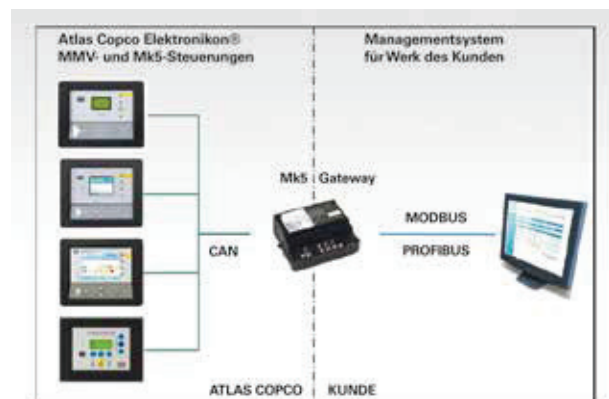 Atlas Copco Elektronikon®
MMV- und Mk5-Steuerungen
Managementsystem
für Werk des Kunden
Mk5 Gateway
CAN
MODBUS
PROFIBUS
ATLAS COPCO
KUNDE